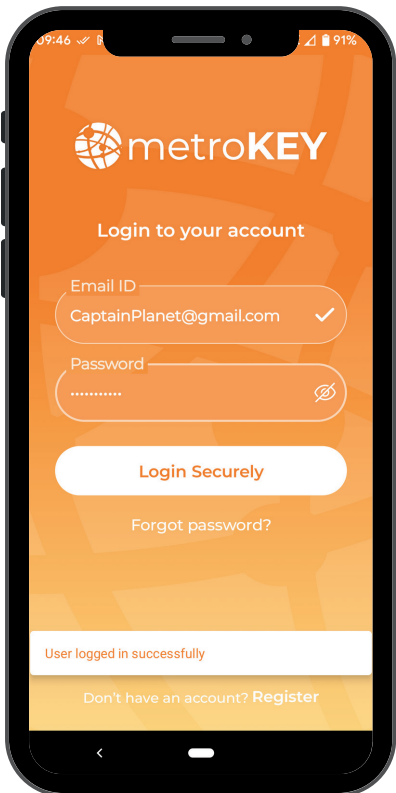 09:46
91%
metroKEY
Login to your account
Email ID
CaptainPlanet@gmail.com
Password
Login Securely
Forgot password?
User logged in successfully
Don't have an account? Register